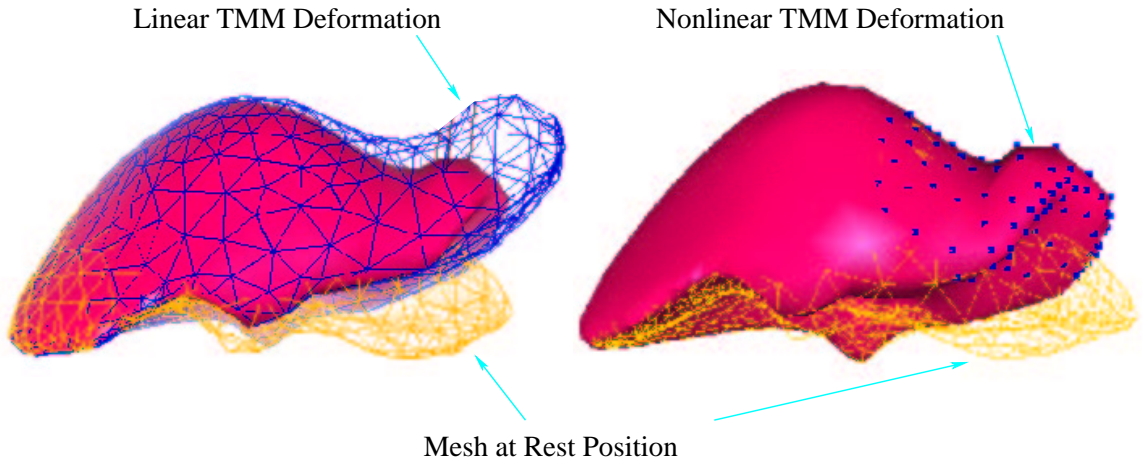 Linear TMM Deformation
Nonlinear TMM Deformation
Mesh at Rest Position